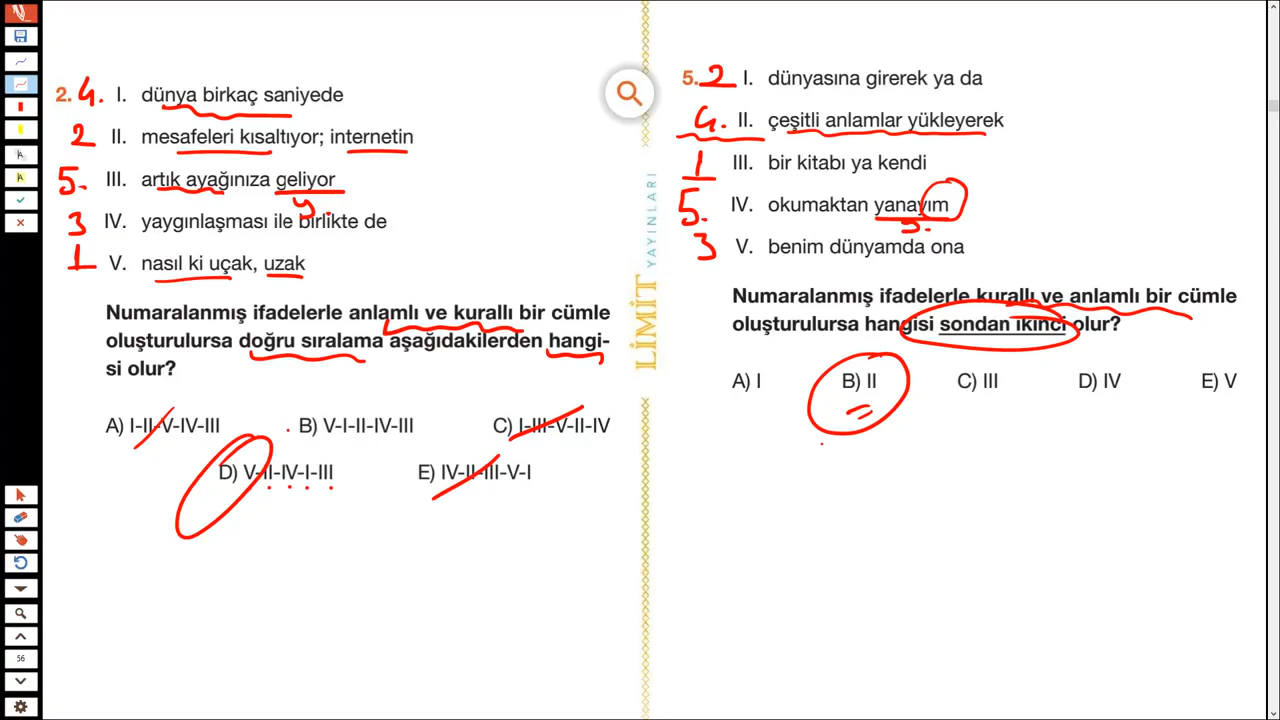 2. 4. I. dünya birkaç saniyede
2 II. mesafeleri kısaltıyor; internetin
5. III. artık ayağınıza geliyor
y.
3 IV. yaygınlaşması ile birlikte de
1 V. nasıl ki uçak, uzak
Numaralanmış ifadelerle anlamlı ve kurallı bir cümle
oluşturulursa doğru sıralama aşağıdakilerden hangi-
si olur?
A) I-II-V-IV-III
B) V-I-II-IV-III
C) I-III-V-II-IV
D) V-II-IV-I-III
E) IV-II-III-V-I
LİMİT YAYINLARI
5. 2 I. dünyasına girerek ya da
4. II. çeşitli anlamlar yükleyerek
1 III. bir kitabı ya kendi
5. IV. okumaktan yanayım
y.
3 V. benim dünyamda ona
Numaralanmış ifadelerle kurallı ve anlamlı bir cümle
oluşturulursa hangisi sondan ikinci olur?
A) I
B) II
C) III
D) IV
E) V
56